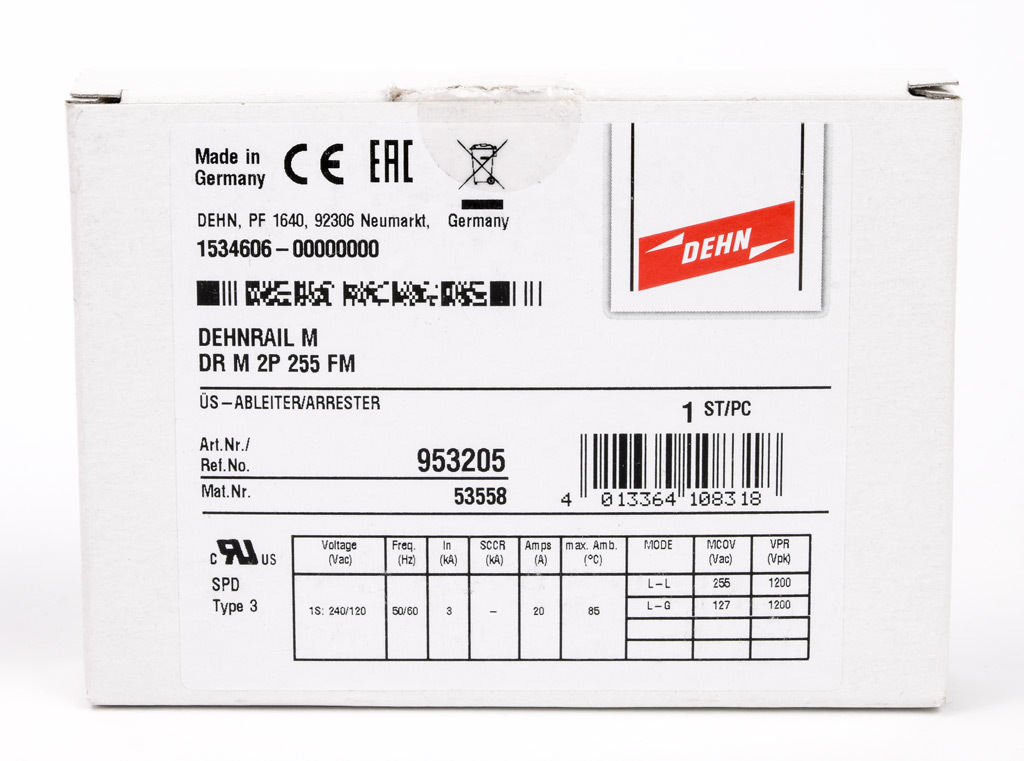 Made in
Germany
CE
EAC
DEHN, PF 1640, 92306 Neumarkt, Germany
1534606-00000000
DEHN
DEHNRAIL M
DR M 2P 255 FM
ÜS-ABLEITER/ARRESTER
1 ST/PC
Art.Nr./
Ref.No. 953205
Mat.Nr. 53558
4 013364 108318
c RU US
SPD
Type 3
Voltage (Vac) Freq. (Hz) In (kA) SCCR (kA) Amps (A) max. Amb. (°C) MODE MCOV (Vac) VPR (Vpk)
L-L 255 1200
1S: 240/120 50/60 3 - 20 85 L-G 127 1200